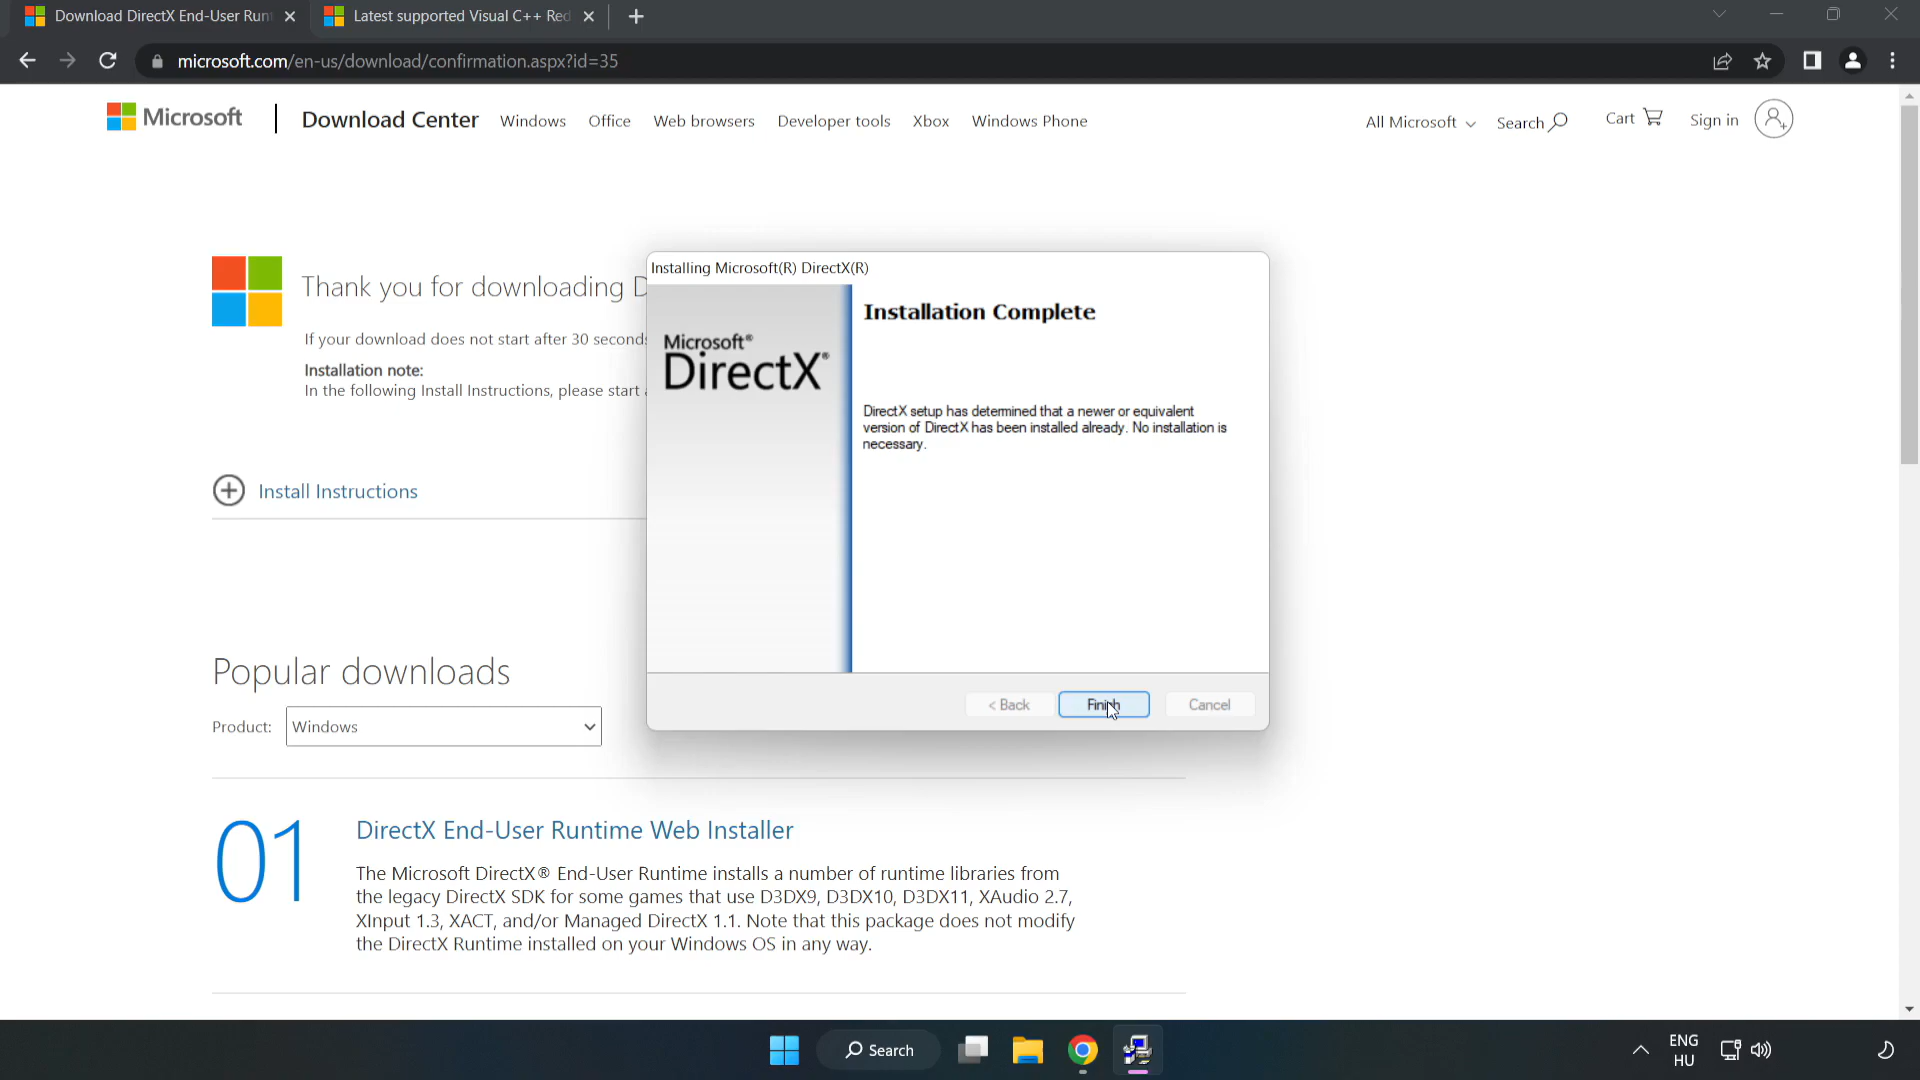 Download DirectX End-User Run
Latest supported Visual C++ Red
microsoft.com/en-us/download/confirmation.aspx?id=35
Microsoft
Download Center
Windows
Office
Web browsers
Developer tools
Xbox
Windows Phone
All Microsoft
Search
Cart
Sign in
Thank you for downloading D
If your download does not start after 30 seconds
Installation note:
In the following Install Instructions, please start a
Install Instructions
Installing Microsoft(R) DirectX(R)
Microsoft®
DirectX®
Installation Complete
DirectX setup has determined that a newer or equivalent
version of DirectX has been installed already. No installation is
necessary.
< Back
Finish
Cancel
Popular downloads
Product:
Windows
01
DirectX End-User Runtime Web Installer
The Microsoft DirectX® End-User Runtime installs a number of runtime libraries from
the legacy DirectX SDK for some games that use D3DX9, D3DX10, D3DX11, XAudio 2.7,
XInput 1.3, XACT, and/or Managed DirectX 1.1. Note that this package does not modify
the DirectX Runtime installed on your Windows OS in any way.
Search
ENG
HU